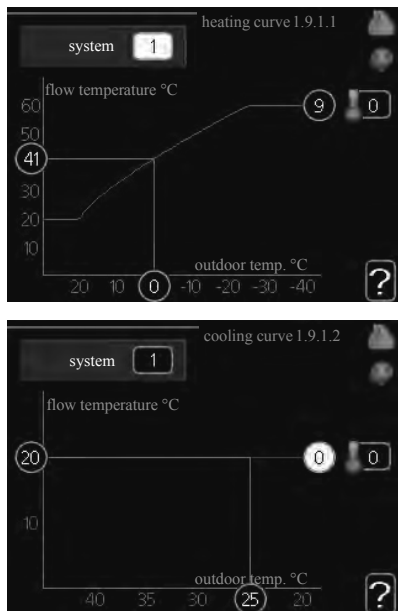 heating curve 1.9.1.1
system 1
flow temperature °C
60
50
41
30
20
10
9
0
outdoor temp. °C
20 10 0 -10 -20 -30 -40
?
cooling curve 1.9.1.2
system 1
flow temperature °C
20
0
0
10
outdoor temp. °C
40 35 30 25 20
?